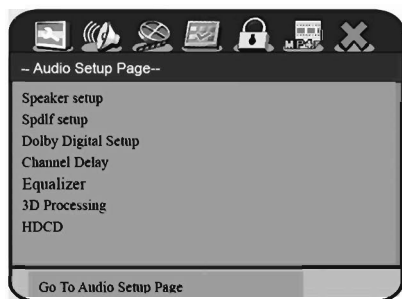 MP4
-- Audio Setup Page--
Speaker setup
Spdlf setup
Dolby Digital Setup
Channel Delay
Equalizer
3D Processing
HDCD
Go To Audio Setup Page